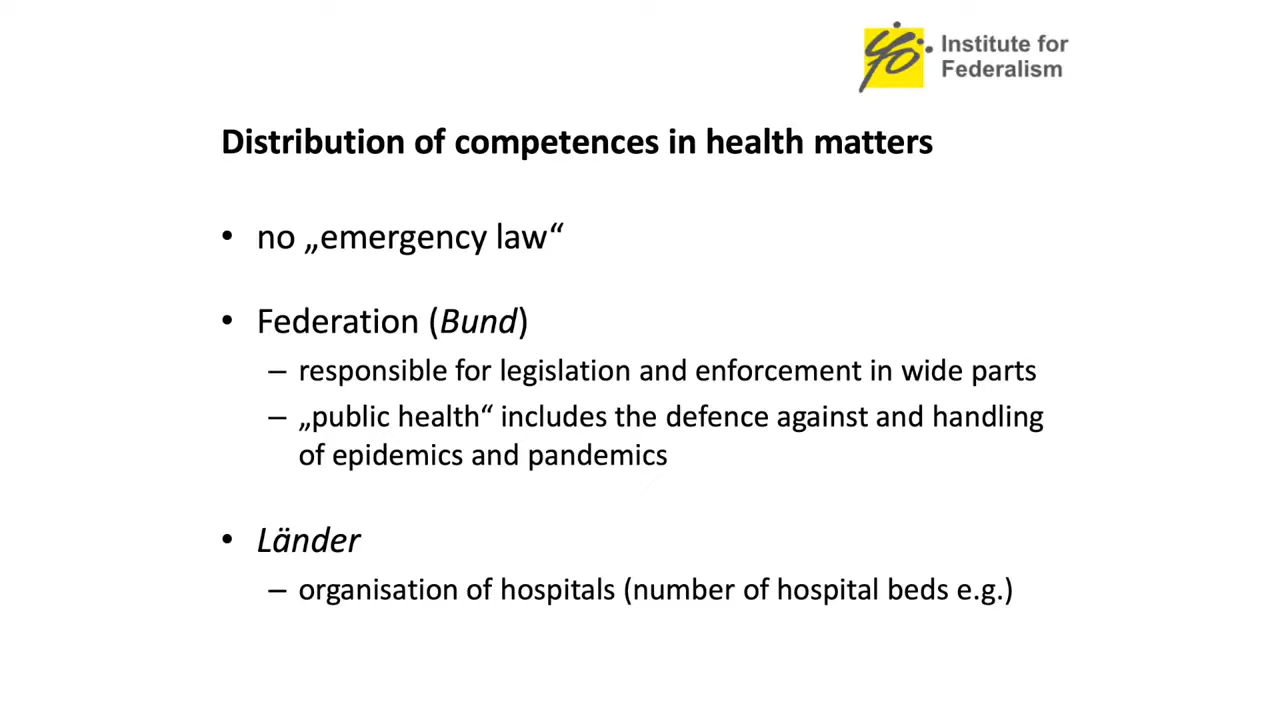 Institute for
Federalism
Distribution of competences in health matters
• no „emergency law“
• Federation (Bund)
– responsible for legislation and enforcement in wide parts
– „public health“ includes the defence against and handling
of epidemics and pandemics
• Länder
– organisation of hospitals (number of hospital beds e.g.)